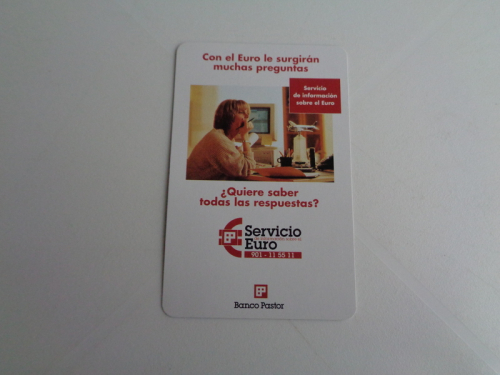 Con el Euro le surgirán
muchas preguntas
Servicio
de información
sobre el Euro
¿Quiere saber
todas las respuestas?
Servicio
Euro
901 - 11 55 11
Banco Pastor